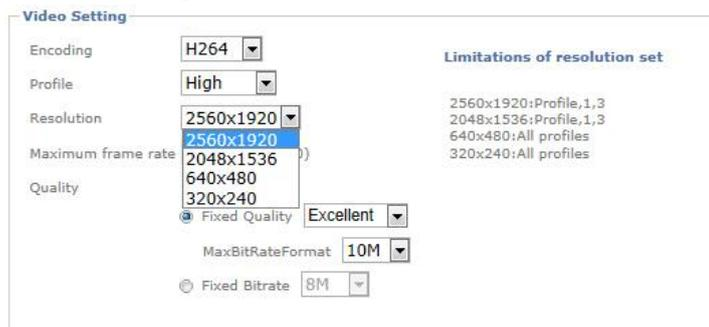 Video Setting
Encoding H264
Limitations of resolution set
Profile High
2560x1920:Profile,1,3
Resolution 2560x1920
2048x1536:Profile,1,3
2560x1920
640x480:All profiles
Maximum frame rate 2048x1536 )
320x240:All profiles
640x480
Quality
320x240
Fixed Quality Excellent
MaxBitRateFormat 10M
Fixed Bitrate 8M